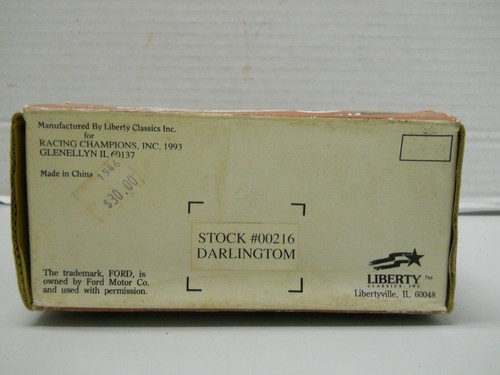 Manufactured By Liberty Classics Inc.
for
RACING CHAMPIONS, INC. 1993
GLENELLYN IL 60137
Made in China
1546
$30.00
STOCK #00216
DARLINGTOM
The trademark, FORD, is
owned by Ford Motor Co.
and used with permission.
LIBERTY TM
CLASSICS, INC
Libertyville, IL 60048